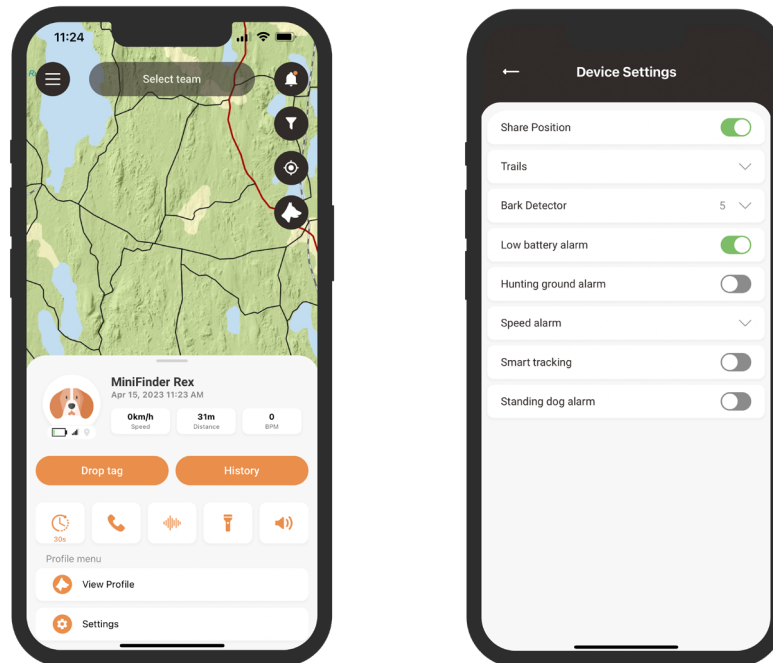 11:24
Select team
MiniFinder Rex
Apr 15, 2023 11:23 AM
0km/h
Speed
31m
Distance
0
BPM
Drop tag
History
30s
Profile menu
View Profile
Settings
Device Settings
Share Position
Trails
Bark Detector
5
Low battery alarm
Hunting ground alarm
Speed alarm
Smart tracking
Standing dog alarm